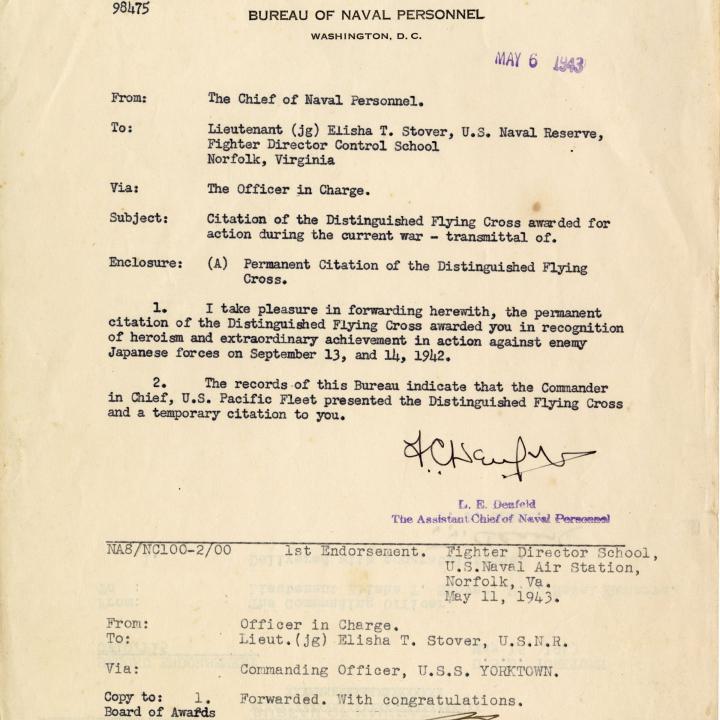 98475
BUREAU OF NAVAL PERSONNEL
WASHINGTON, D. C.
MAY 6 1943
From: The Chief of Naval Personnel.
To: Lieutenant (jg) Elisha T. Stover, U.S. Naval Reserve,
Fighter Director Control School
Norfolk, Virginia
Via: The Officer in Charge.
Subject: Citation of the Distinguished Flying Cross awarded for
action during the current war - transmittal of.
Enclosure: (A) Permanent Citation of the Distinguished Flying
Cross.
1. I take pleasure in forwarding herewith, the permanent
citation of the Distinguished Flying Cross awarded you in recognition
of heroism and extraordinary achievement in action against enemy
Japanese forces on September 13, and 14, 1942.
2. The records of this Bureau indicate that the Commander
in Chief, U.S. Pacific Fleet presented the Distinguished Flying Cross
and a temporary citation to you.
L. E. Denfeld
The Assistant Chief of Naval Personnel
NA8/NC100-2/00 1st Endorsement. Fighter Director School,
U.S.Naval Air Station,
Norfolk, Va.
May 11, 1943.
From: Officer in Charge.
To: Lieut.(jg) Elisha T. Stover, U.S.N.R.
Via: Commanding Officer, U.S.S. YORKTOWN.
Copy to: 1. Forwarded. With congratulations.
Board of Awards